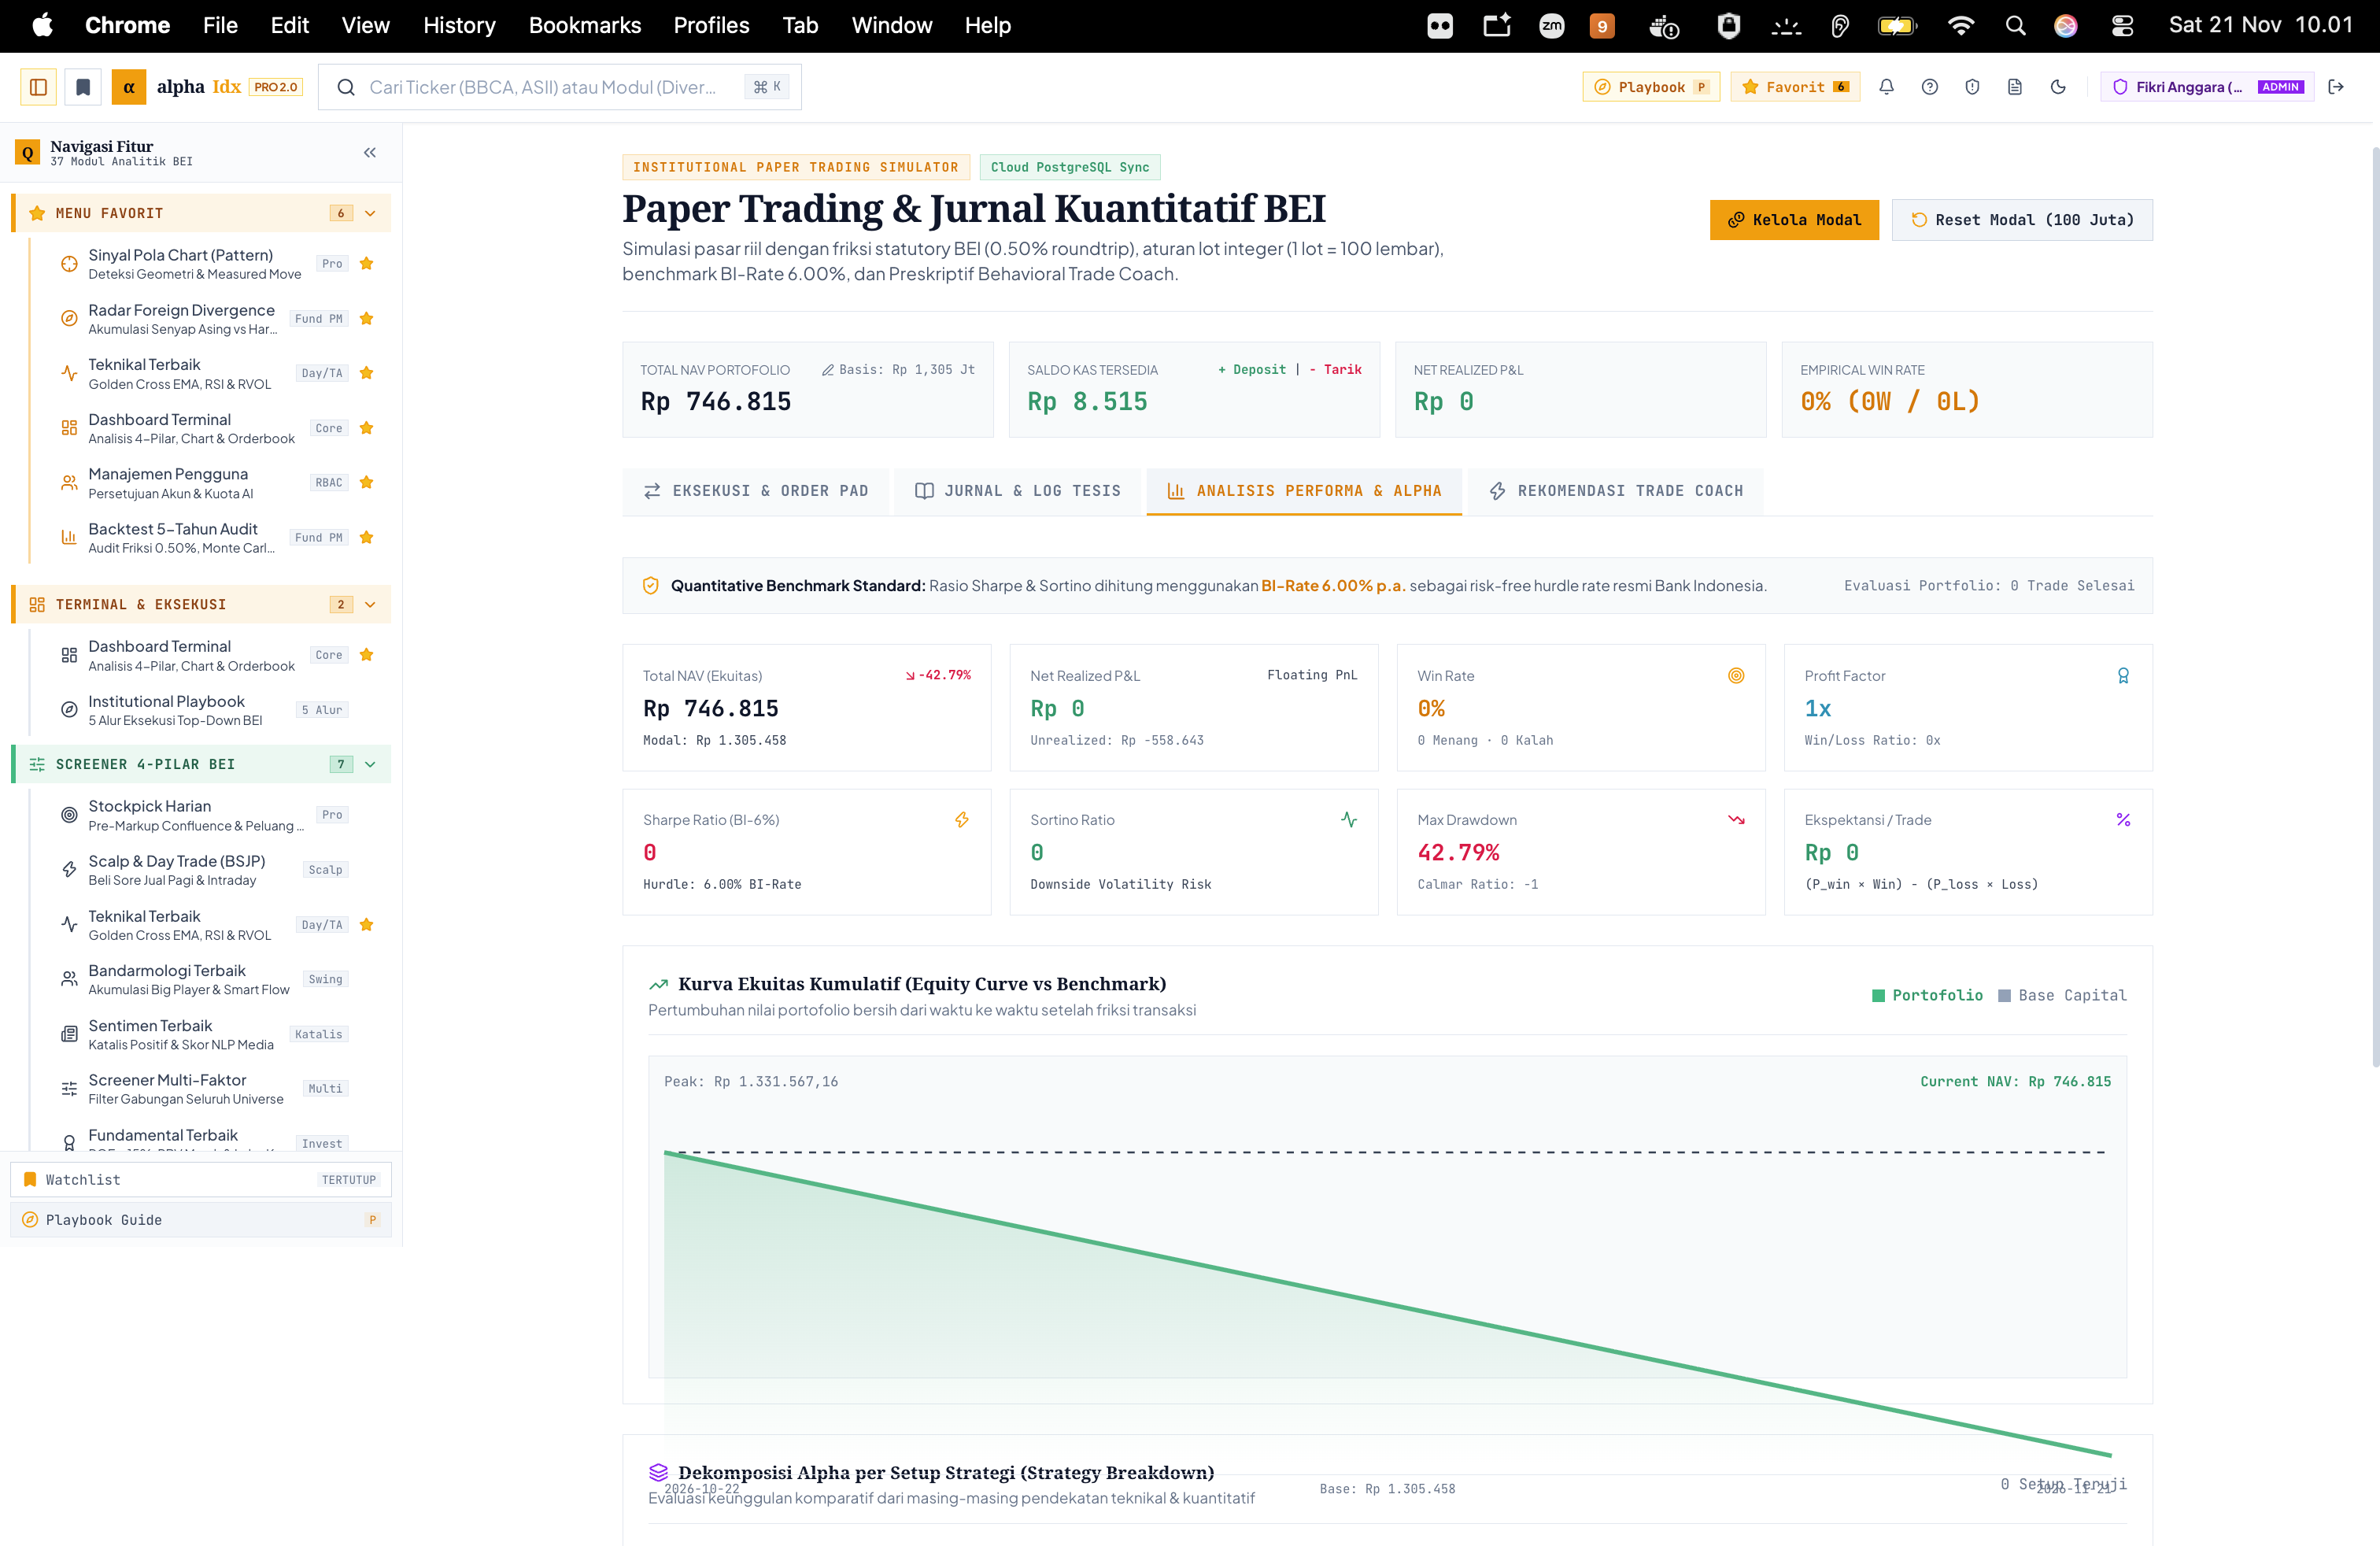 Chrome File Edit View History Bookmarks Profiles Tab Window Help
zm 9 Sat 21 Nov 10.01
α alpha Idx PRO 2.0
Cari Ticker (BBCA, ASII) atau Modul (Diver... ⌘ K
Playbook P
Favorit 6
Fikri Anggara (... ADMIN
Q Navigasi Fitur
37 Modul Analitik BEI
MENU FAVORIT 6
Sinyal Pola Chart (Pattern) Pro
Deteksi Geometri & Measured Move
Radar Foreign Divergence Fund PM
Akumulasi Senyap Asing vs Har...
Teknikal Terbaik Day/TA
Golden Cross EMA, RSI & RVOL
Dashboard Terminal Core
Analisis 4-Pilar, Chart & Orderbook
Manajemen Pengguna RBAC
Persetujuan Akun & Kuota AI
Backtest 5-Tahun Audit Fund PM
Audit Friksi 0.50%, Monte Carl...
TERMINAL & EKSEKUSI 2
Dashboard Terminal Core
Analisis 4-Pilar, Chart & Orderbook
Institutional Playbook 5 Alur
5 Alur Eksekusi Top-Down BEI
SCREENER 4-PILAR BEI 7
Stockpick Harian Pro
Pre-Markup Confluence & Peluang ...
Scalp & Day Trade (BSJP) Scalp
Beli Sore Jual Pagi & Intraday
Teknikal Terbaik Day/TA
Golden Cross EMA, RSI & RVOL
Bandarmologi Terbaik Swing
Akumulasi Big Player & Smart Flow
Sentimen Terbaik Katalis
Katalis Positif & Skor NLP Media
Screener Multi-Faktor Multi
Filter Gabungan Seluruh Universe
Fundamental Terbaik Invest
Watchlist TERTUTUP
Playbook Guide P
INSTITUTIONAL PAPER TRADING SIMULATOR
Cloud PostgreSQL Sync
Paper Trading & Jurnal Kuantitatif BEI
Simulasi pasar riil dengan friksi statutory BEI (0.50% roundtrip), aturan lot integer (1 lot = 100 lembar),
benchmark BI-Rate 6.00%, dan Preskriptif Behavioral Trade Coach.
Kelola Modal
Reset Modal (100 Juta)
TOTAL NAV PORTOFOLIO Basis: Rp 1,305 Jt
Rp 746.815
SALDO KAS TERSEDIA + Deposit | - Tarik
Rp 8.515
NET REALIZED P&L
Rp 0
EMPIRICAL WIN RATE
0% (0W / 0L)
EKSEKUSI & ORDER PAD
JURNAL & LOG TESIS
ANALISIS PERFORMA & ALPHA
REKOMENDASI TRADE COACH
Quantitative Benchmark Standard: Rasio Sharpe & Sortino dihitung menggunakan BI-Rate 6.00% p.a. sebagai risk-free hurdle rate resmi Bank Indonesia.
Evaluasi Portfolio: 0 Trade Selesai
Total NAV (Ekuitas) -42.79%
Rp 746.815
Modal: Rp 1.305.458
Net Realized P&L Floating PnL
Rp 0
Unrealized: Rp -558.643
Win Rate
0%
0 Menang · 0 Kalah
Profit Factor
1x
Win/Loss Ratio: 0x
Sharpe Ratio (BI-6%)
0
Hurdle: 6.00% BI-Rate
Sortino Ratio
0
Downside Volatility Risk
Max Drawdown
42.79%
Calmar Ratio: -1
Ekspektansi / Trade
Rp 0
(P_win × Win) - (P_loss × Loss)
Kurva Ekuitas Kumulatif (Equity Curve vs Benchmark)
Pertumbuhan nilai portofolio bersih dari waktu ke waktu setelah friksi transaksi
Portofolio Base Capital
Peak: Rp 1.331.567,16
Current NAV: Rp 746.815
Dekomposisi Alpha per Setup Strategi (Strategy Breakdown)
0 Setup Teruji
2026-10-22 Base: Rp 1.305.458 2026-11-21
Evaluasi keunggulan komparatif dari masing-masing pendekatan teknikal & kuantitatif